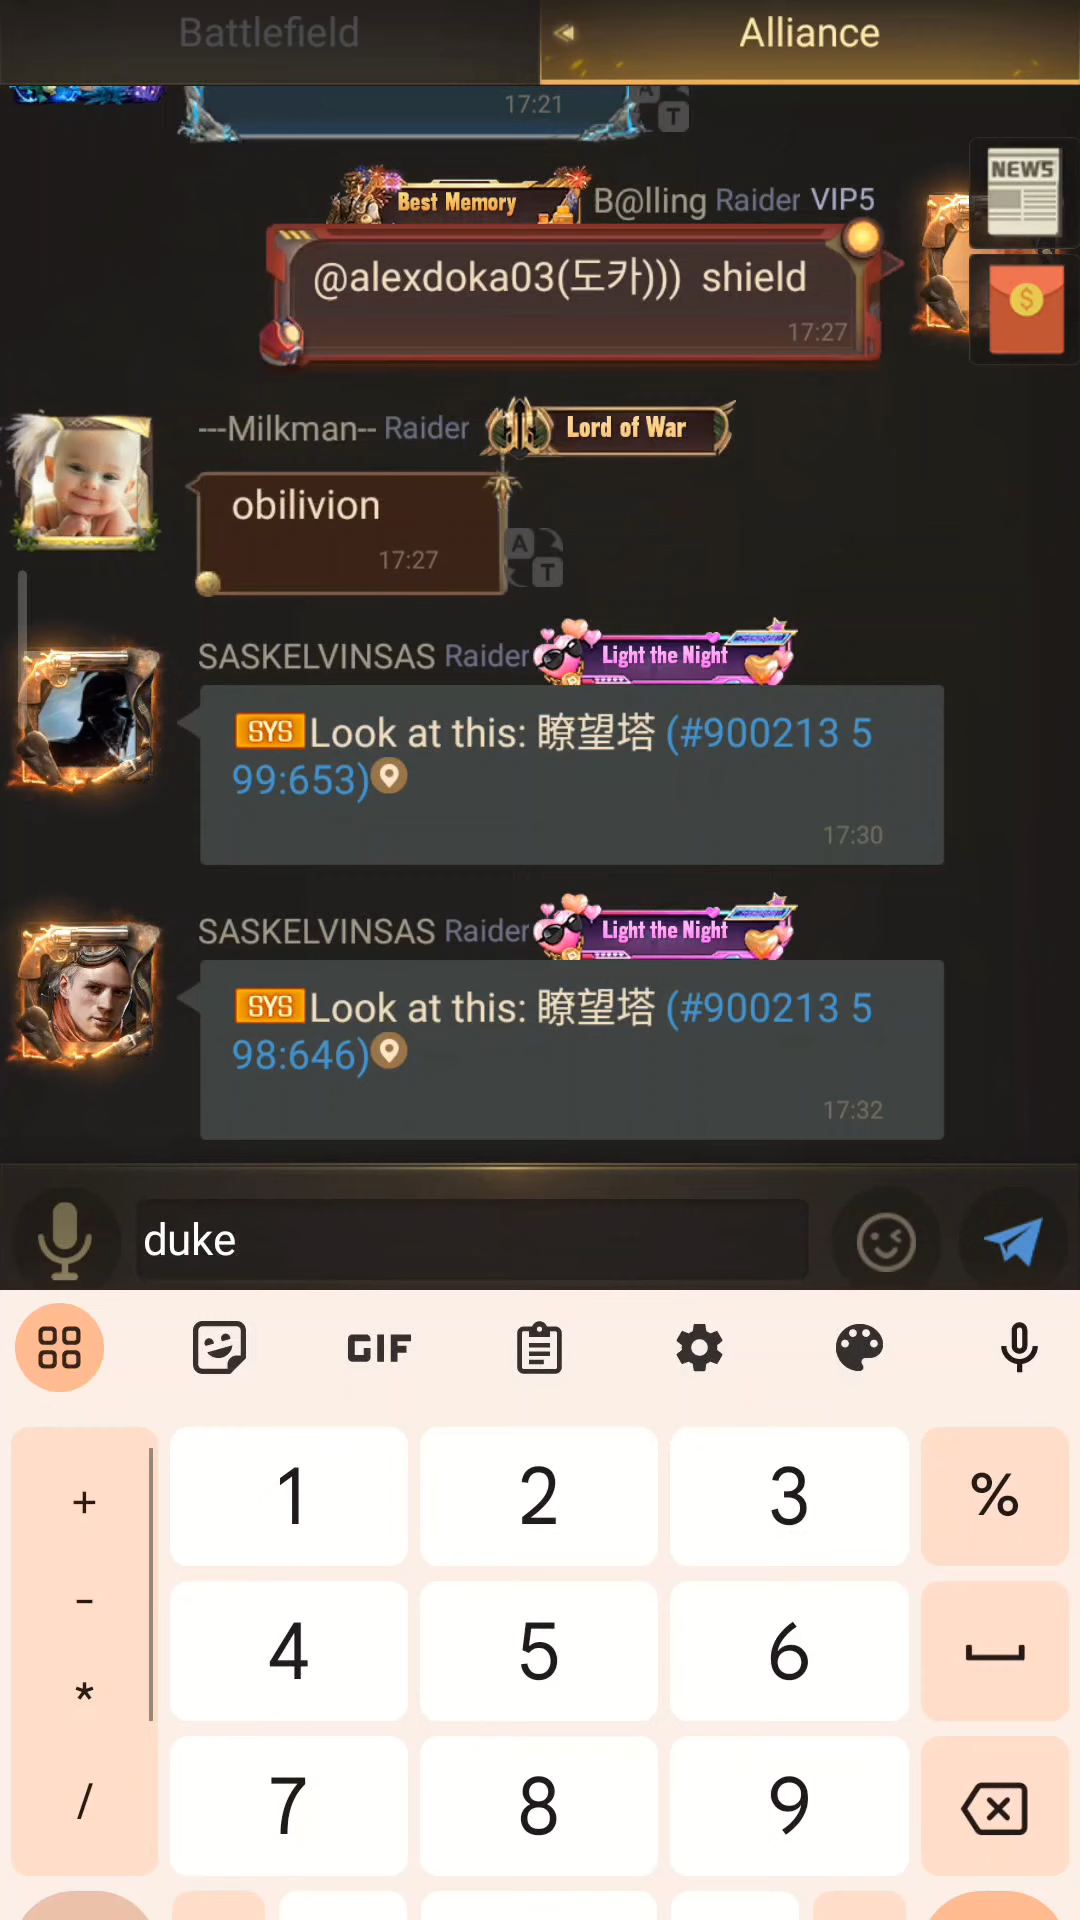 Battlefield
Alliance
17:21
A
T
NEWS
Best Memory B@lling Raider VIP5
@alexdoka03(도카))) shield
17:27
$
---Milkman-- Raider Lord of War
obilivion
17:27
A
T
SASKELVINSAS Raider Light the Night
SYS Look at this: 瞭望塔 (#900213 5
99:653)
17:30
SASKELVINSAS Raider Light the Night
SYS Look at this: 瞭望塔 (#900213 5
98:646)
17:32
duke
GIF
+ 1 2 3 %
-
4 5 6
*
/ 7 8 9